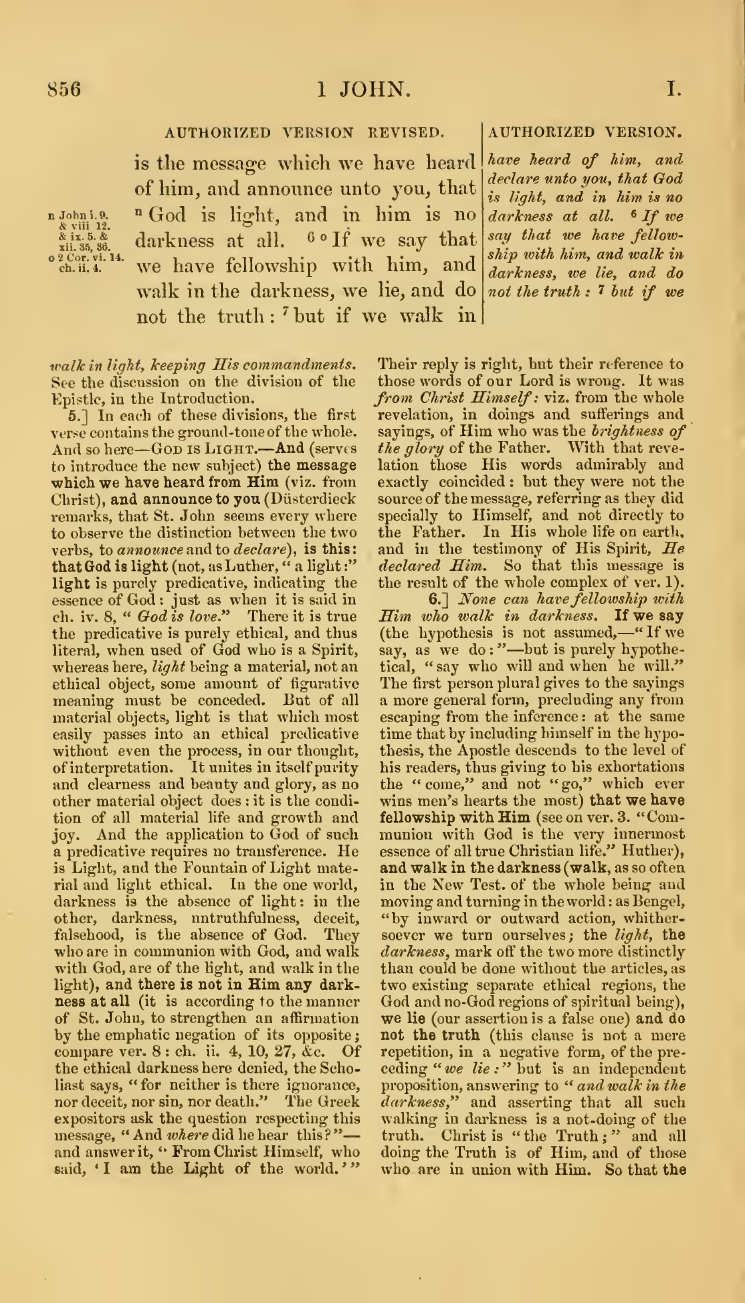 856
1 JOHN.
I.
AUTHORIZED VERSION REVISED.
is the message which we have heard
of him, and announce unto you, that
n God is light, and in him is no
darkness at all. 6 o If we say that
we have fellowship with him, and
walk in the darkness, we lie, and do
not the truth : 7 but if we walk in
n John i. 9.
& viii 12.
& ix. 5. &
xii. 35, 36.
o 2 Cor. vi. 14.
ch. ii. 4.
AUTHORIZED VERSION.
have heard of him, and
declare unto you, that God
is light, and in him is no
darkness at all. 6 If we
say that we have fellow-
ship with him, and walk in
darkness, we lie, and do
not the truth : 7 but if we
walk in light, keeping His commandments.
See the discussion on the division of the
Epistle, in the Introduction.
5.] In each of these divisions, the first
verse contains the ground-tone of the whole.
And so here—GOD IS LIGHT.—And (serves
to introduce the new subject) the message
which we have heard from Him (viz. from
Christ), and announce to you (Düsterdieck
remarks, that St. John seems every where
to observe the distinction between the two
verbs, to announce and to declare), is this:
that God is light (not, as Luther, “ a light :”
light is purely predicative, indicating the
essence of God : just as when it is said in
ch. iv. 8, “ God is love.” There it is true
the predicative is purely ethical, and thus
literal, when used of God who is a Spirit,
whereas here, light being a material, not an
ethical object, some amount of figurative
meaning must be conceded. But of all
material objects, light is that which most
easily passes into an ethical predicative
without even the process, in our thought,
of interpretation. It unites in itself purity
and clearness and beauty and glory, as no
other material object does : it is the condi-
tion of all material life and growth and
joy. And the application to God of such
a predicative requires no transference. He
is Light, and the Fountain of Light mate-
rial and light ethical. In the one world,
darkness is the absence of light : in the
other, darkness, untruthfulness, deceit,
falsehood, is the absence of God. They
who are in communion with God, and walk
with God, are of the light, and walk in the
light), and there is not in Him any dark-
ness at all (it is according to the manner
of St. John, to strengthen an affirmation
by the emphatic negation of its opposite ;
compare ver. 8 : ch. ii. 4, 10, 27, &c. Of
the ethical darkness here denied, the Scho-
liast says, “ for neither is there ignorance,
nor deceit, nor sin, nor death.” The Greek
expositors ask the question respecting this
message, “ And where did he hear this ? ”—
and answer it, “ From Christ Himself, who
said, ‘ I am the Light of the world. ’ ”
Their reply is right, but their reference to
those words of our Lord is wrong. It was
from Christ Himself : viz. from the whole
revelation, in doings and sufferings and
sayings, of Him who was the brightness of
the glory of the Father. With that reve-
lation those His words admirably and
exactly coincided : but they were not the
source of the message, referring as they did
specially to Himself, and not directly to
the Father. In His whole life on earth,
and in the testimony of His Spirit, He
declared Him. So that this message is
the result of the whole complex of ver. 1).
6.] None can have fellowship with
Him who walk in darkness. If we say
(the hypothesis is not assumed,—“ If we
say, as we do : ”—but is purely hypothe-
tical, “ say who will and when he will.”
The first person plural gives to the sayings
a more general form, precluding any from
escaping from the inference : at the same
time that by including himself in the hypo-
thesis, the Apostle descends to the level of
his readers, thus giving to his exhortations
the “ come,” and not “ go,” which ever
wins men’s hearts the most) that we have
fellowship with Him (see on ver. 3. “ Com-
munion with God is the very innermost
essence of all true Christian life.” Huther),
and walk in the darkness (walk, as so often
in the New Test. of the whole being and
moving and turning in the world : as Bengel,
“ by inward or outward action, whither-
soever we turn ourselves ; the light, the
darkness, mark off the two more distinctly
than could be done without the articles, as
two existing separate ethical regions, the
God and no-God regions of spiritual being),
we lie (our assertion is a false one) and do
not the truth (this clause is not a mere
repetition, in a negative form, of the pre-
ceding “ we lie : ” but is an independent
proposition, answering to “ and walk in the
darkness,” and asserting that all such
walking in darkness is a not-doing of the
truth. Christ is “ the Truth ; ” and all
doing the Truth is of Him, and of those
who are in union with Him. So that the